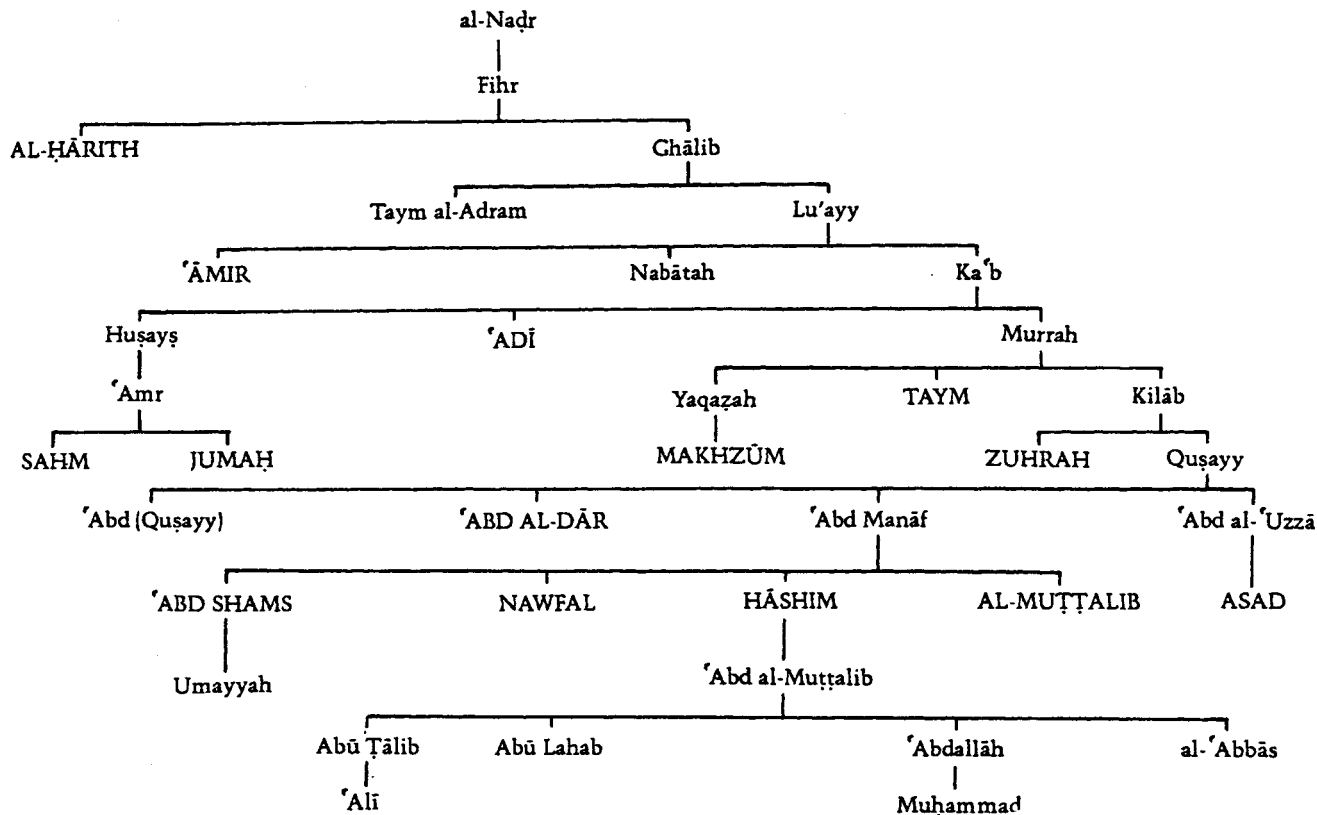 al-Naḍr
Fihr
AL-ḤĀRITH Ghālib
Taym al-Adram Lu'ayy
ʿĀMIR Nabātah Kaʿb
Huṣayṣ ʿADĪ Murrah
ʿAmr Yaqaẓah TAYM Kilāb
SAHM JUMAḤ MAKHZŪM ZUHRAH Quṣayy
ʿAbd (Quṣayy) ʿABD AL-DĀR ʿAbd Manāf ʿAbd al-ʿUzzā
ʿABD SHAMS NAWFAL HĀSHIM AL-MUṬṬALIB ASAD
Umayyah ʿAbd al-Muṭṭalib
Abū Ṭālib Abū Lahab ʿAbdallāh al-ʿAbbās
ʿAlī Muḥammad